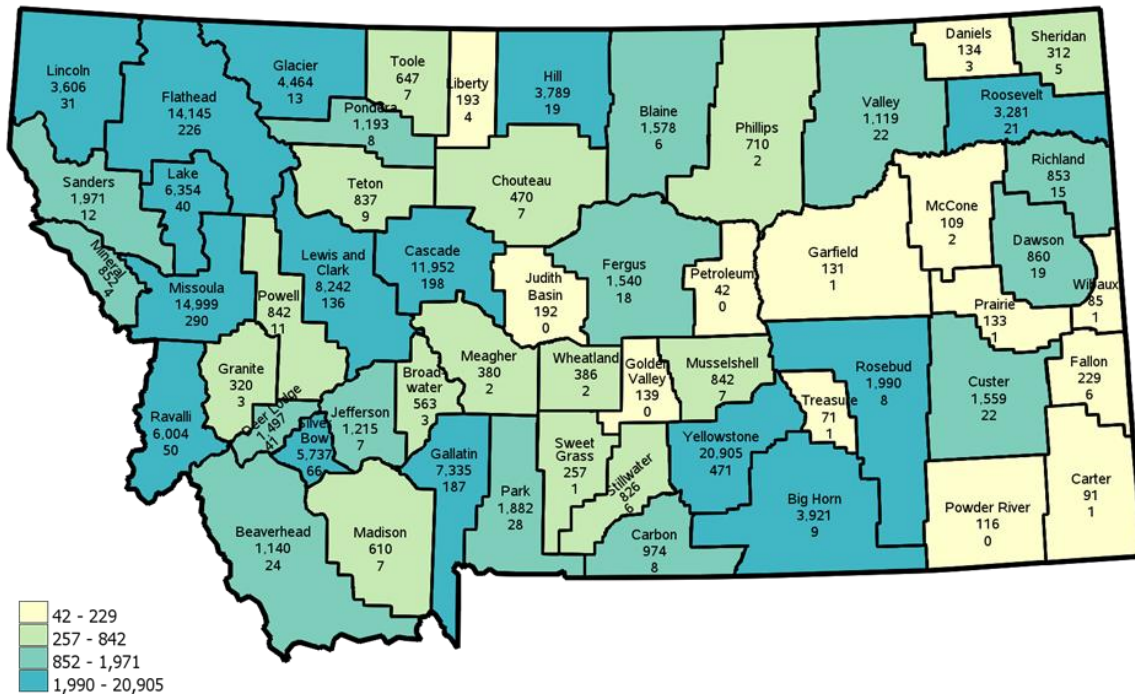 Lincoln
3,606
31
Flathead
14,145
226
Glacier
4,464
13
Toole
647
7
Liberty
193
4
Hill
3,789
19
Blaine
1,578
6
Phillips
710
2
Valley
1,119
22
Daniels
134
3
Sheridan
312
5
Roosevelt
3,281
21
Pondera
1,193
8
Sanders
1,971
12
Lake
6,354
40
Teton
837
9
Chouteau
470
7
Richland
853
15
McCone
109
2
Dawson
860
19
Mineral
852
4
Missoula
14,999
290
Powell
842
11
Lewis and
Clark
8,242
136
Cascade
11,952
198
Judith
Basin
192
0
Fergus
1,540
18
Petroleum
42
0
Garfield
131
1
Prairie
133
1
Wibaux
85
1
Granite
320
3
Ravalli
6,004
50
Deer Lodge
1,497
41
Silver
Bow
5,737
66
Jefferson
1,215
7
Broad
water
563
3
Meagher
380
2
Wheatland
386
2
Golden
Valley
139
0
Musselshell
842
7
Rosebud
1,990
8
Treasure
71
1
Custer
1,559
22
Fallon
229
6
Gallatin
7,335
187
Park
1,882
28
Sweet
Grass
257
1
Stillwater
826
6
Yellowstone
20,905
471
Big Horn
3,921
9
Powder River
116
0
Carter
91
1
Beaverhead
1,140
24
Madison
610
7
Carbon
974
8
42 - 229
257 - 842
852 - 1,971
1,990 - 20,905